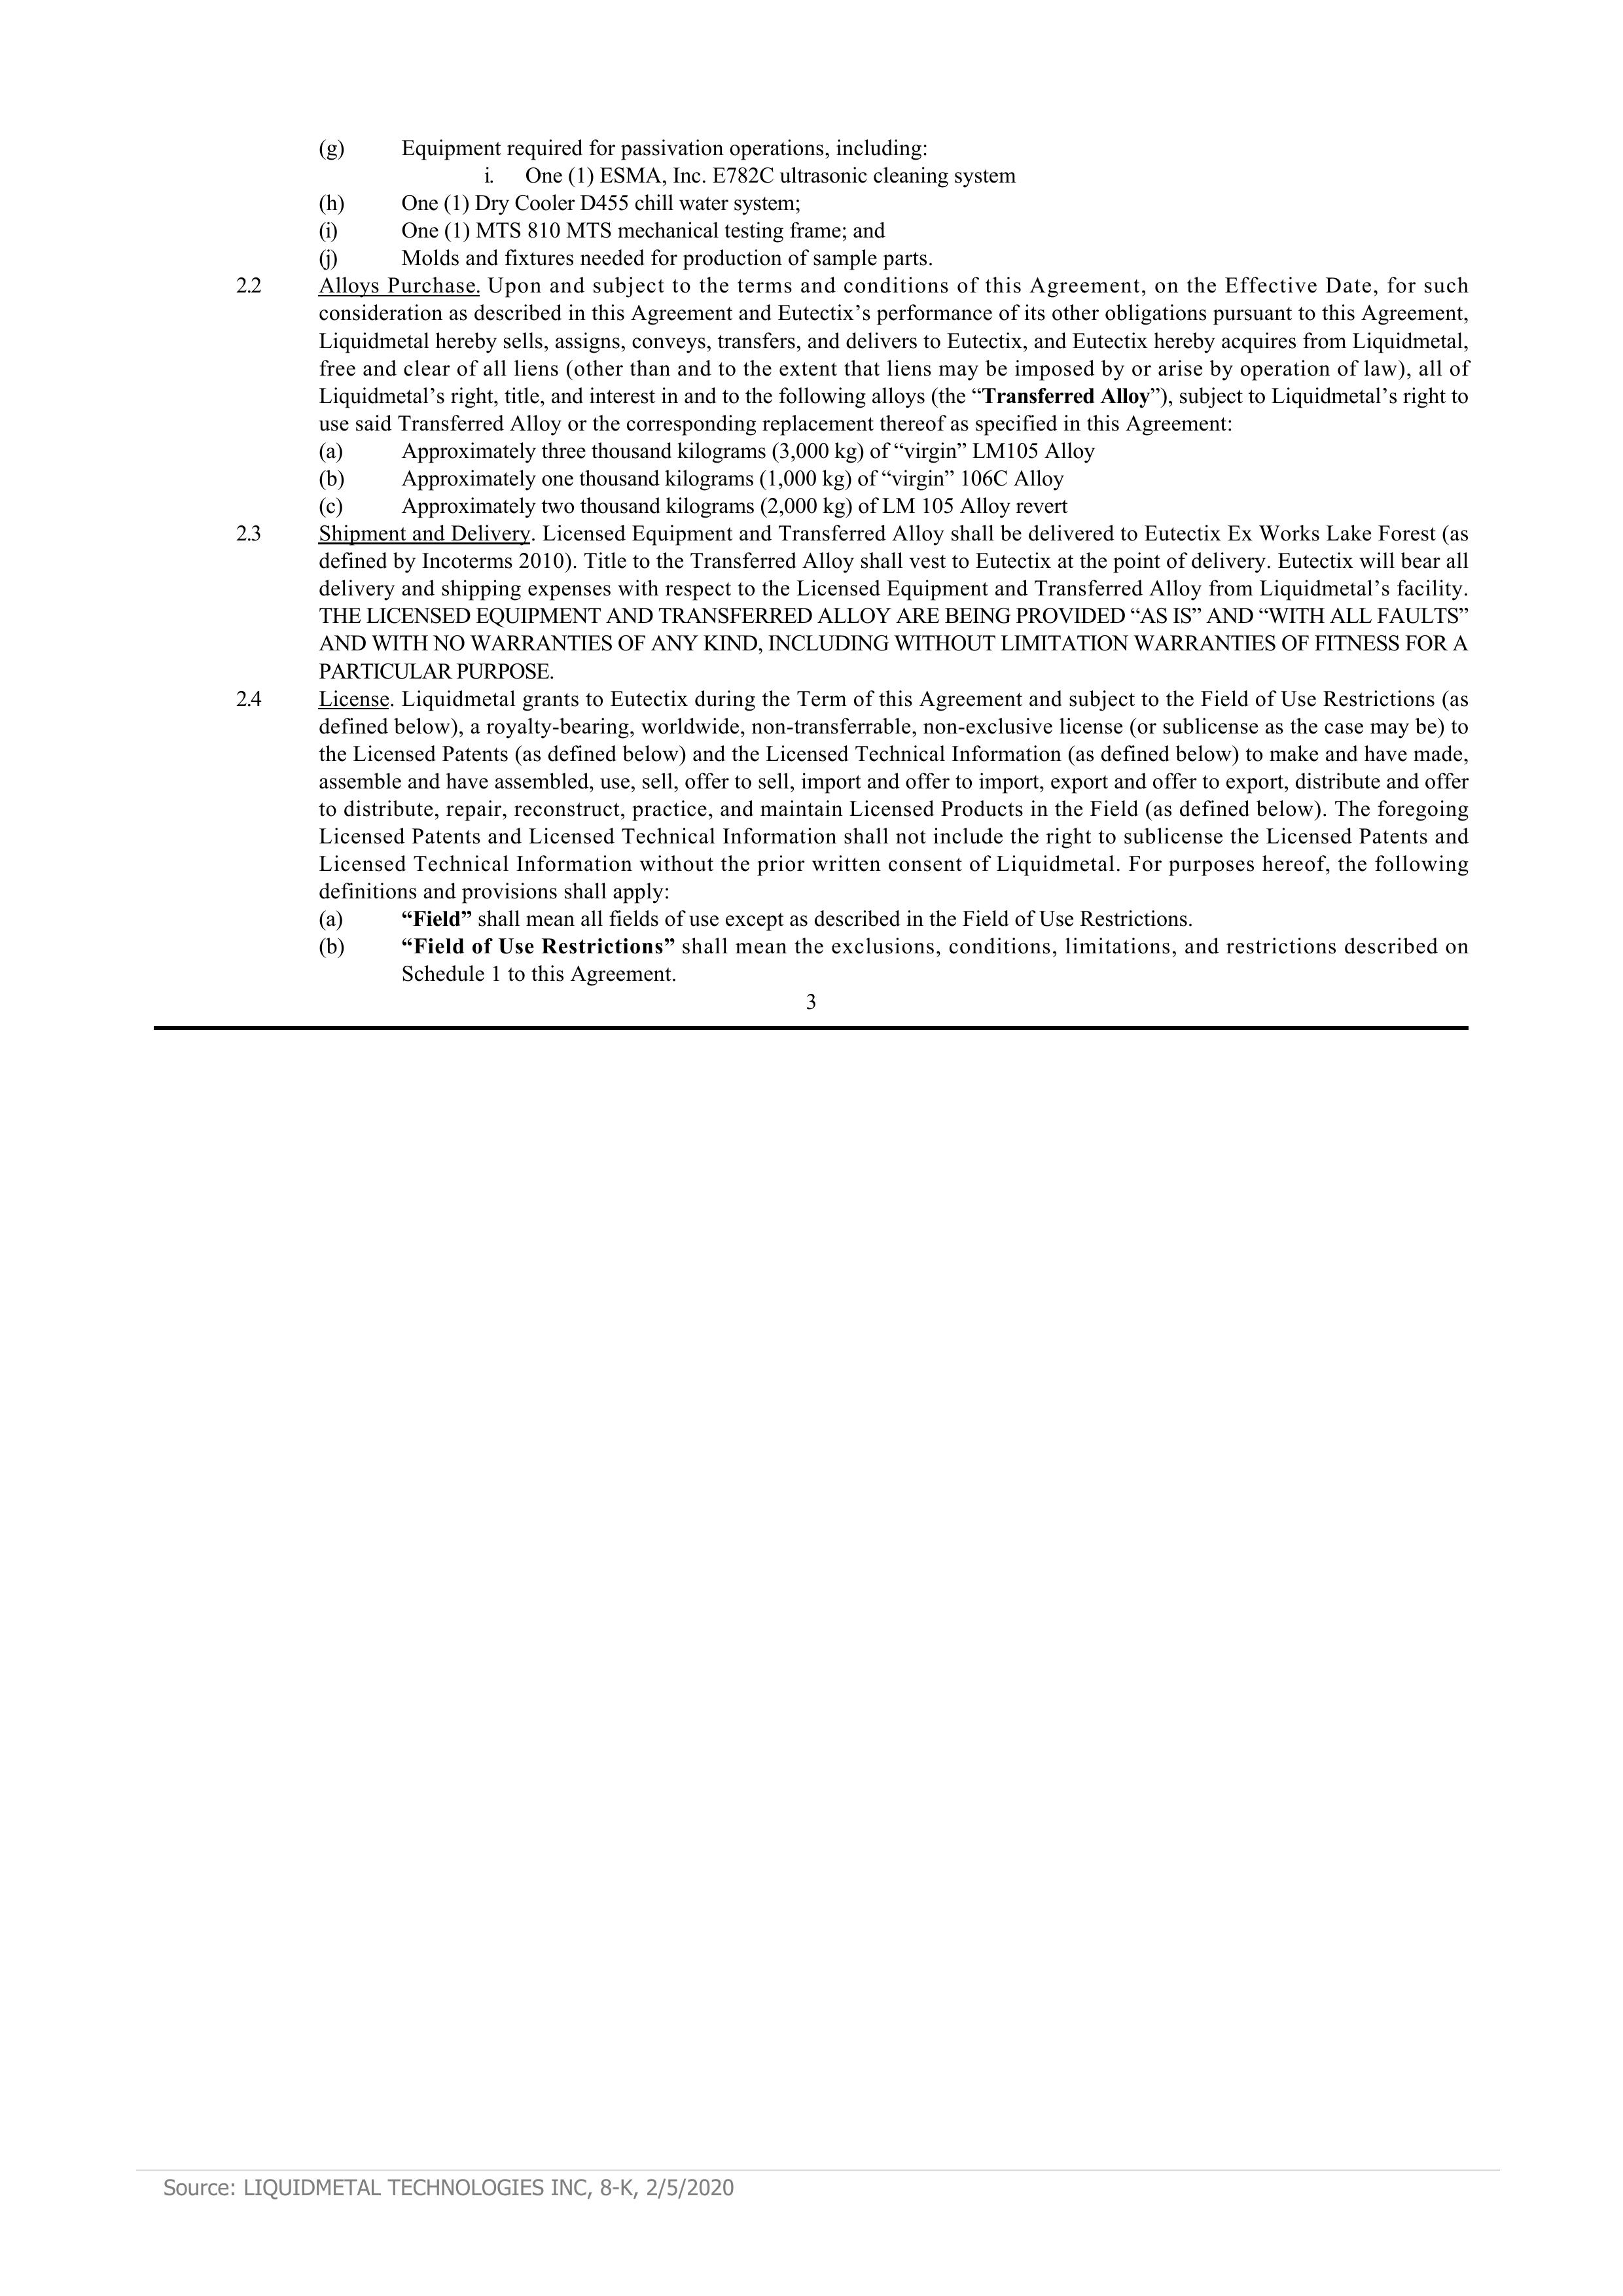 (g) Equipment required for passivation operations, including:
i. One (1) ESMA, Inc. E782C ultrasonic cleaning system
(h) One (1) Dry Cooler D455 chill water system;
(i) One (1) MTS 810 MTS mechanical testing frame; and
(j) Molds and fixtures needed for production of sample parts.
2.2 Alloys Purchase. Upon and subject to the terms and conditions of this Agreement, on the Effective Date, for such
consideration as described in this Agreement and Eutectix’s performance of its other obligations pursuant to this Agreement,
Liquidmetal hereby sells, assigns, conveys, transfers, and delivers to Eutectix, and Eutectix hereby acquires from Liquidmetal,
free and clear of all liens (other than and to the extent that liens may be imposed by or arise by operation of law), all of
Liquidmetal’s right, title, and interest in and to the following alloys (the “Transferred Alloy”), subject to Liquidmetal’s right to
use said Transferred Alloy or the corresponding replacement thereof as specified in this Agreement:
(a) Approximately three thousand kilograms (3,000 kg) of “virgin” LM105 Alloy
(b) Approximately one thousand kilograms (1,000 kg) of “virgin” 106C Alloy
(c) Approximately two thousand kilograms (2,000 kg) of LM 105 Alloy revert
2.3 Shipment and Delivery. Licensed Equipment and Transferred Alloy shall be delivered to Eutectix Ex Works Lake Forest (as
defined by Incoterms 2010). Title to the Transferred Alloy shall vest to Eutectix at the point of delivery. Eutectix will bear all
delivery and shipping expenses with respect to the Licensed Equipment and Transferred Alloy from Liquidmetal’s facility.
THE LICENSED EQUIPMENT AND TRANSFERRED ALLOY ARE BEING PROVIDED “AS IS” AND “WITH ALL FAULTS”
AND WITH NO WARRANTIES OF ANY KIND, INCLUDING WITHOUT LIMITATION WARRANTIES OF FITNESS FOR A
PARTICULAR PURPOSE.
2.4 License. Liquidmetal grants to Eutectix during the Term of this Agreement and subject to the Field of Use Restrictions (as
defined below), a royalty-bearing, worldwide, non-transferrable, non-exclusive license (or sublicense as the case may be) to
the Licensed Patents (as defined below) and the Licensed Technical Information (as defined below) to make and have made,
assemble and have assembled, use, sell, offer to sell, import and offer to import, export and offer to export, distribute and offer
to distribute, repair, reconstruct, practice, and maintain Licensed Products in the Field (as defined below). The foregoing
Licensed Patents and Licensed Technical Information shall not include the right to sublicense the Licensed Patents and
Licensed Technical Information without the prior written consent of Liquidmetal. For purposes hereof, the following
definitions and provisions shall apply:
(a) “Field” shall mean all fields of use except as described in the Field of Use Restrictions.
(b) “Field of Use Restrictions” shall mean the exclusions, conditions, limitations, and restrictions described on
Schedule 1 to this Agreement.
3
Source: LIQUIDMETAL TECHNOLOGIES INC, 8-K, 2/5/2020